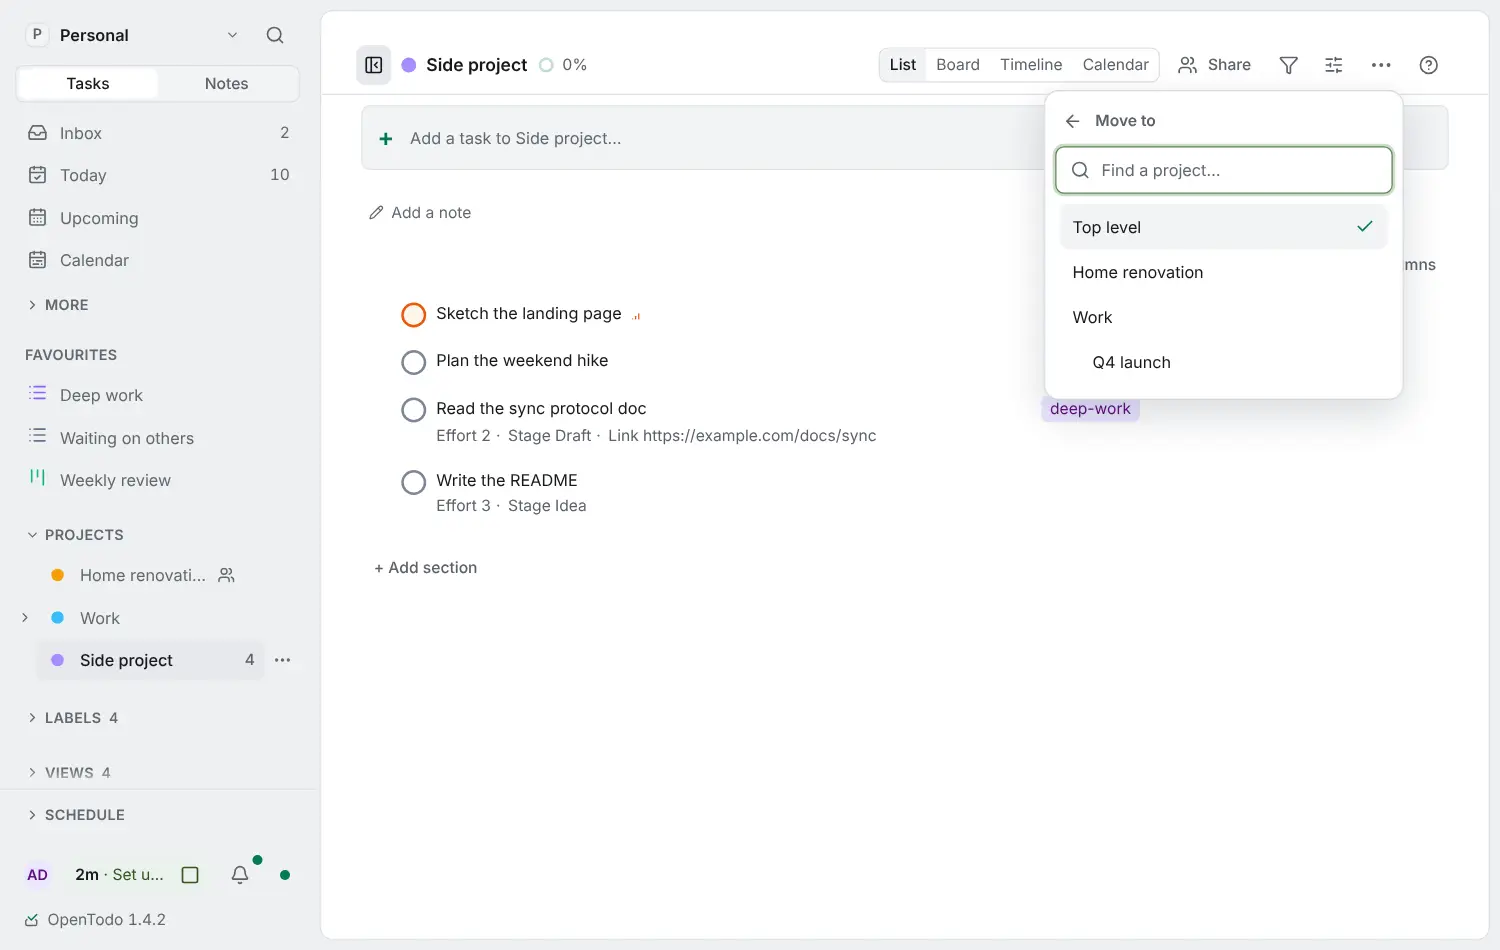 P Personal
Tasks Notes
Inbox 2
Today 10
Upcoming
Calendar
MORE
FAVOURITES
Deep work
Waiting on others
Weekly review
PROJECTS
Home renovati...
Work
Side project 4
LABELS 4
VIEWS 4
SCHEDULE
AD 2m · Set u...
OpenTodo 1.4.2
Side project 0%
List Board Timeline Calendar Share
+ Add a task to Side project...
Add a note
mns
Sketch the landing page
Plan the weekend hike
Read the sync protocol doc deep-work
Effort 2 · Stage Draft · Link https://example.com/docs/sync
Write the README
Effort 3 · Stage Idea
+ Add section
Move to
Find a project...
Top level
Home renovation
Work
Q4 launch